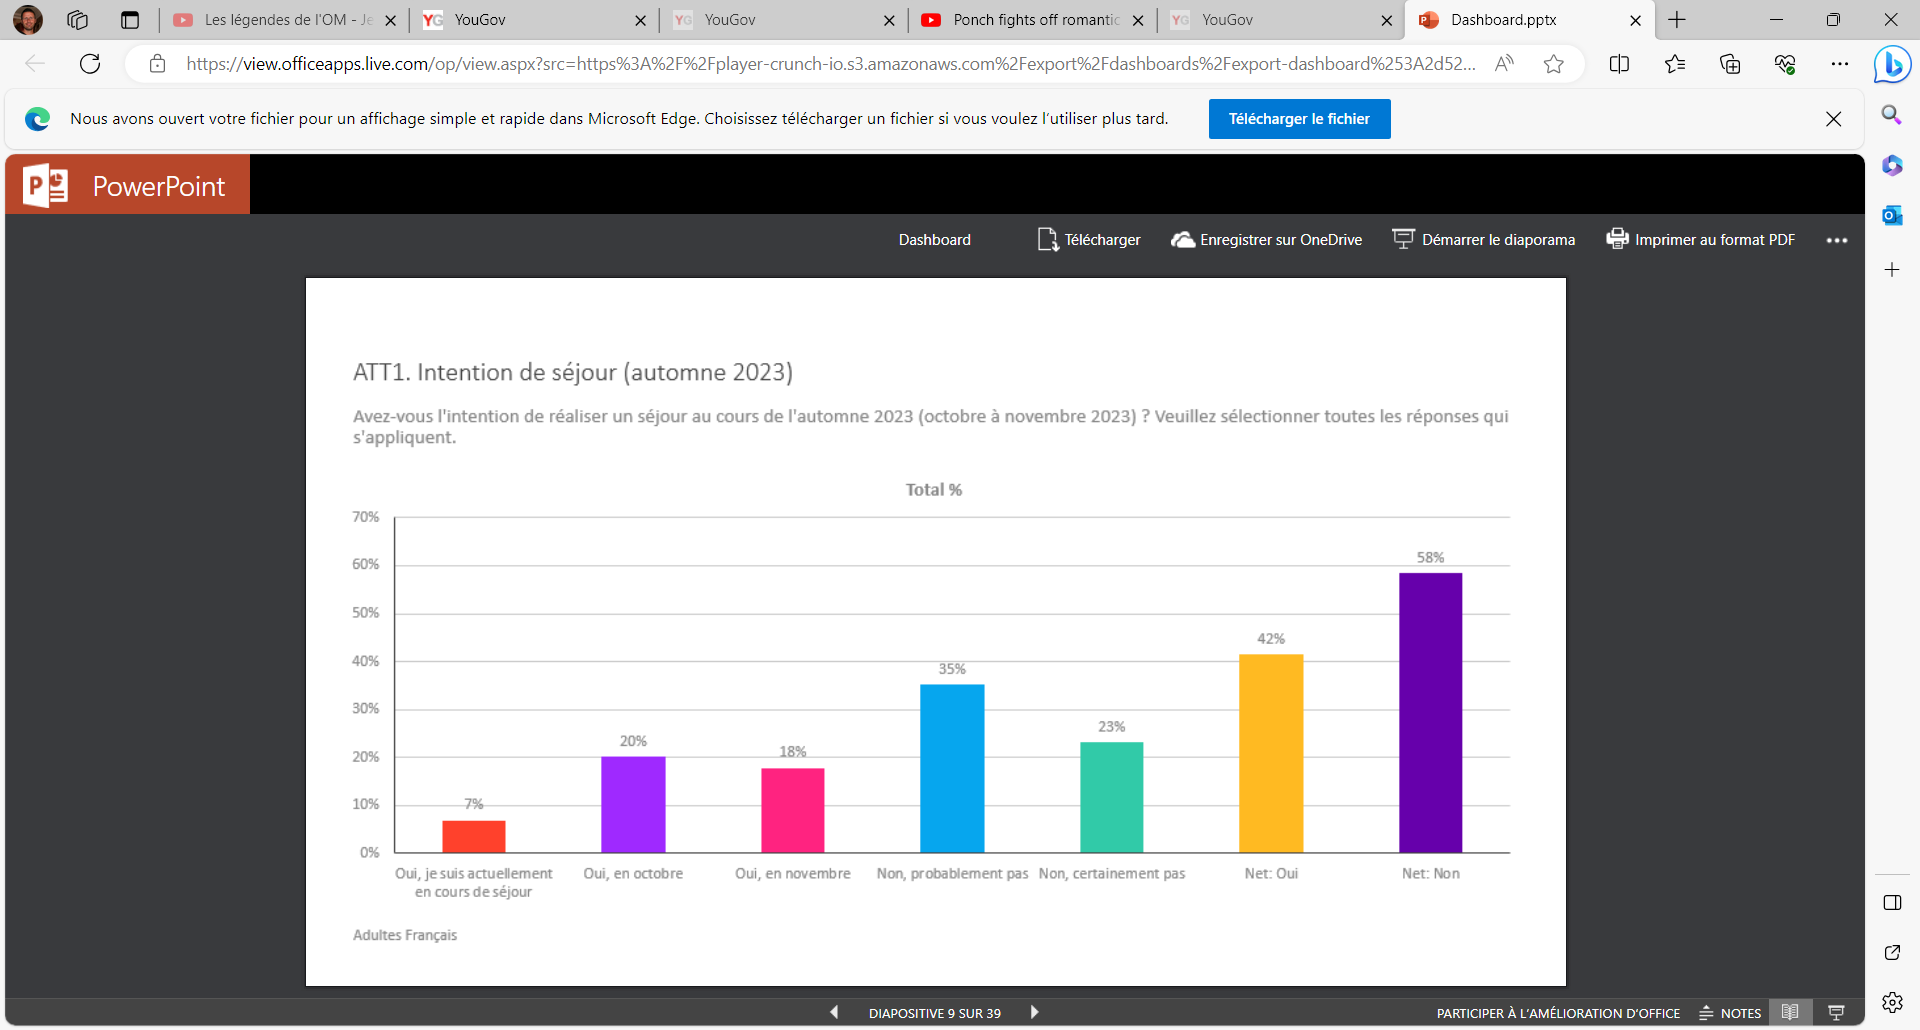 Les légendes de l'OM - Je
YG YouGov
YG YouGov
Ponch fights off romantic
YG YouGov
Dashboard.pptx
https://view.officeapps.live.com/op/view.aspx?src=https%3A%2F%2Fplayer-crunch-io.s3.amazonaws.com%2Fexport%2Fdashboards%2Fexport-dashboard%253A2d52...
Nous avons ouvert votre fichier pour un affichage simple et rapide dans Microsoft Edge. Choisissez télécharger un fichier si vous voulez l'utiliser plus tard.
Télécharger le fichier
PowerPoint
Dashboard
Télécharger
Enregistrer sur OneDrive
Démarrer le diaporama
Imprimer au format PDF
ATT1. Intention de séjour (automne 2023)
Avez-vous l'intention de réaliser un séjour au cours de l'automne 2023 (octobre à novembre 2023) ? Veuillez sélectionner toutes les réponses qui
s'appliquent.
Total %
70%
60%
50%
40%
30%
20%
10%
0%
7%
20%
18%
35%
23%
42%
58%
Oui, je suis actuellement
en cours de séjour
Oui, en octobre
Oui, en novembre
Non, probablement pas
Non, certainement pas
Net: Oui
Net: Non
Adultes Français
DIAPOSITIVE 9 SUR 39
PARTICIPER À L'AMÉLIORATION D'OFFICE
NOTES